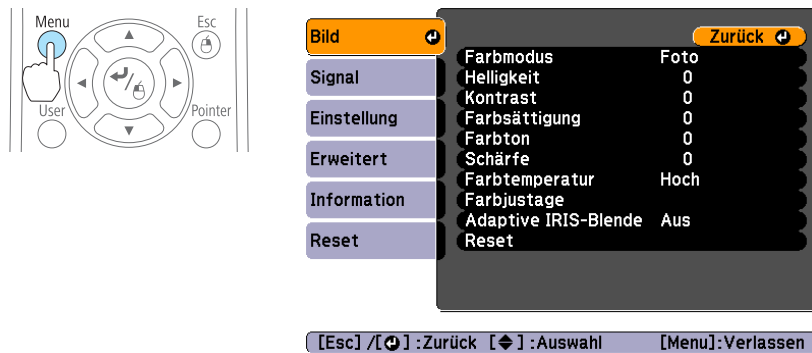 Menu
Esc
User
Pointer
Bild
Signal
Einstellung
Erweitert
Information
Reset
Zurück
Farbmodus Foto
Helligkeit 0
Kontrast 0
Farbsättigung 0
Farbton 0
Schärfe 0
Farbtemperatur Hoch
Farbjustage
Adaptive IRIS-Blende Aus
Reset
[Esc] /[ ] :Zurück [ ] :Auswahl [Menu]:Verlassen